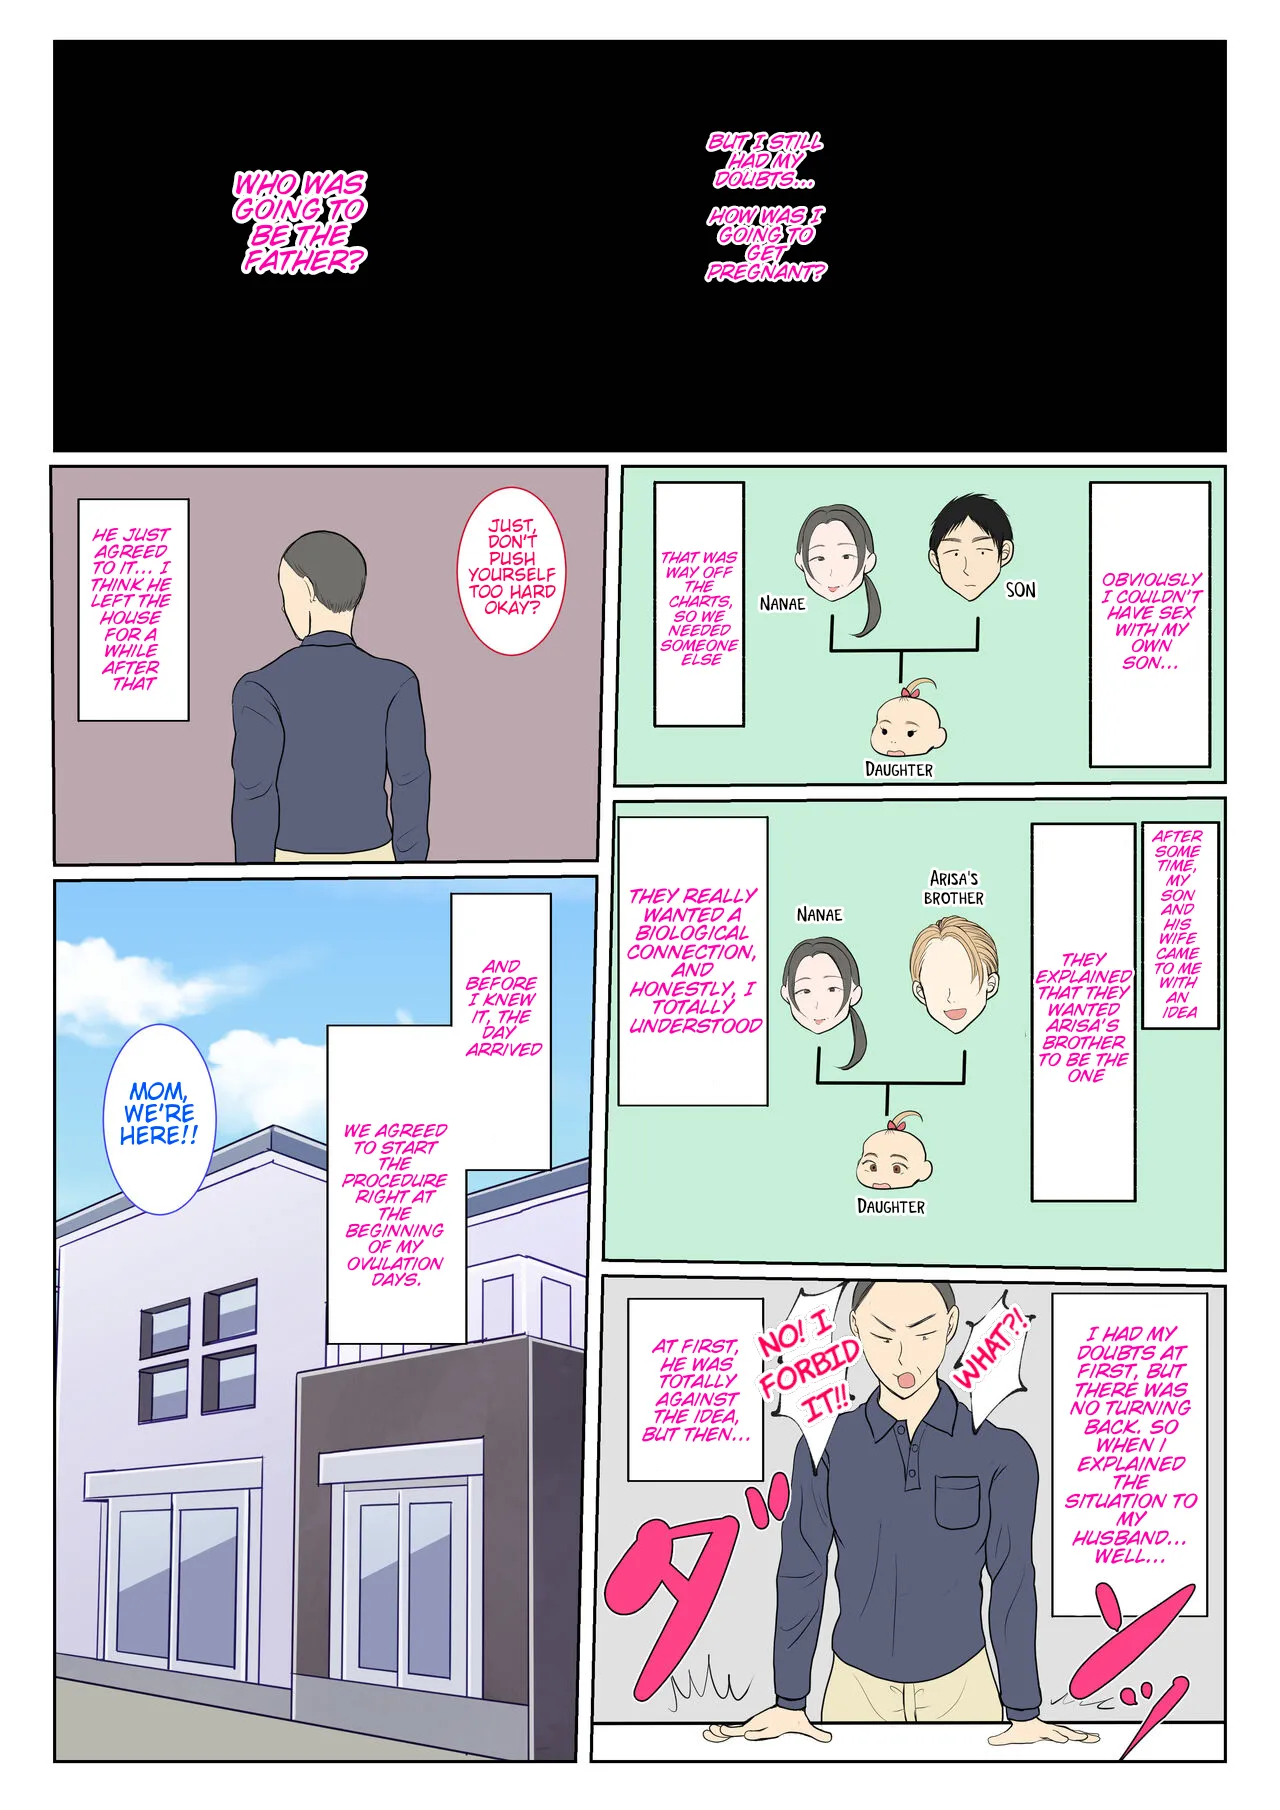 BUT I STILL
HAD MY
DOUBTS...
HOW WAS I
GOING TO
GET
PREGNANT?
WHO WAS
GOING TO
BE THE
FATHER?
OBVIOUSLY
I COULDN'T
HAVE SEX
WITH MY
OWN
SON...
NANAE
SON
DAUGHTER
THAT WAS
WAY OFF
THE
CHARTS,
SO WE
NEEDED
SOMEONE
ELSE
AFTER
SOME
TIME,
MY
SON
AND
HIS
WIFE
CAME
TO ME
WITH
AN
IDEA
THEY
EXPLAINED
THAT THEY
WANTED
ARISA'S
BROTHER
TO BE THE
ONE
ARISA'S
BROTHER
NANAE
DAUGHTER
THEY REALLY
WANTED A
BIOLOGICAL
CONNECTION,
AND
HONESTLY, I
TOTALLY
UNDERSTOOD
I HAD MY
DOUBTS AT
FIRST, BUT
THERE WAS
NO TURNING
BACK. SO
WHEN I
EXPLAINED
THE
SITUATION TO
MY
HUSBAND...
WELL...
WHAT?!
NO! I
FORBID
IT!!
AT FIRST,
HE WAS
TOTALLY
AGAINST
THE IDEA,
BUT THEN...
ダンッ
JUST,
DON'T
PUSH
YOURSELF
TOO HARD
OKAY?
HE JUST
AGREED
TO IT... I
THINK HE
LEFT THE
HOUSE
FOR A
WHILE
AFTER
THAT
AND
BEFORE
I KNEW
IT, THE
DAY
ARRIVED
WE AGREED
TO START
THE
PROCEDURE
RIGHT AT
THE
BEGINNING
OF MY
OVULATION
DAYS.
MOM,
WE'RE
HERE!!